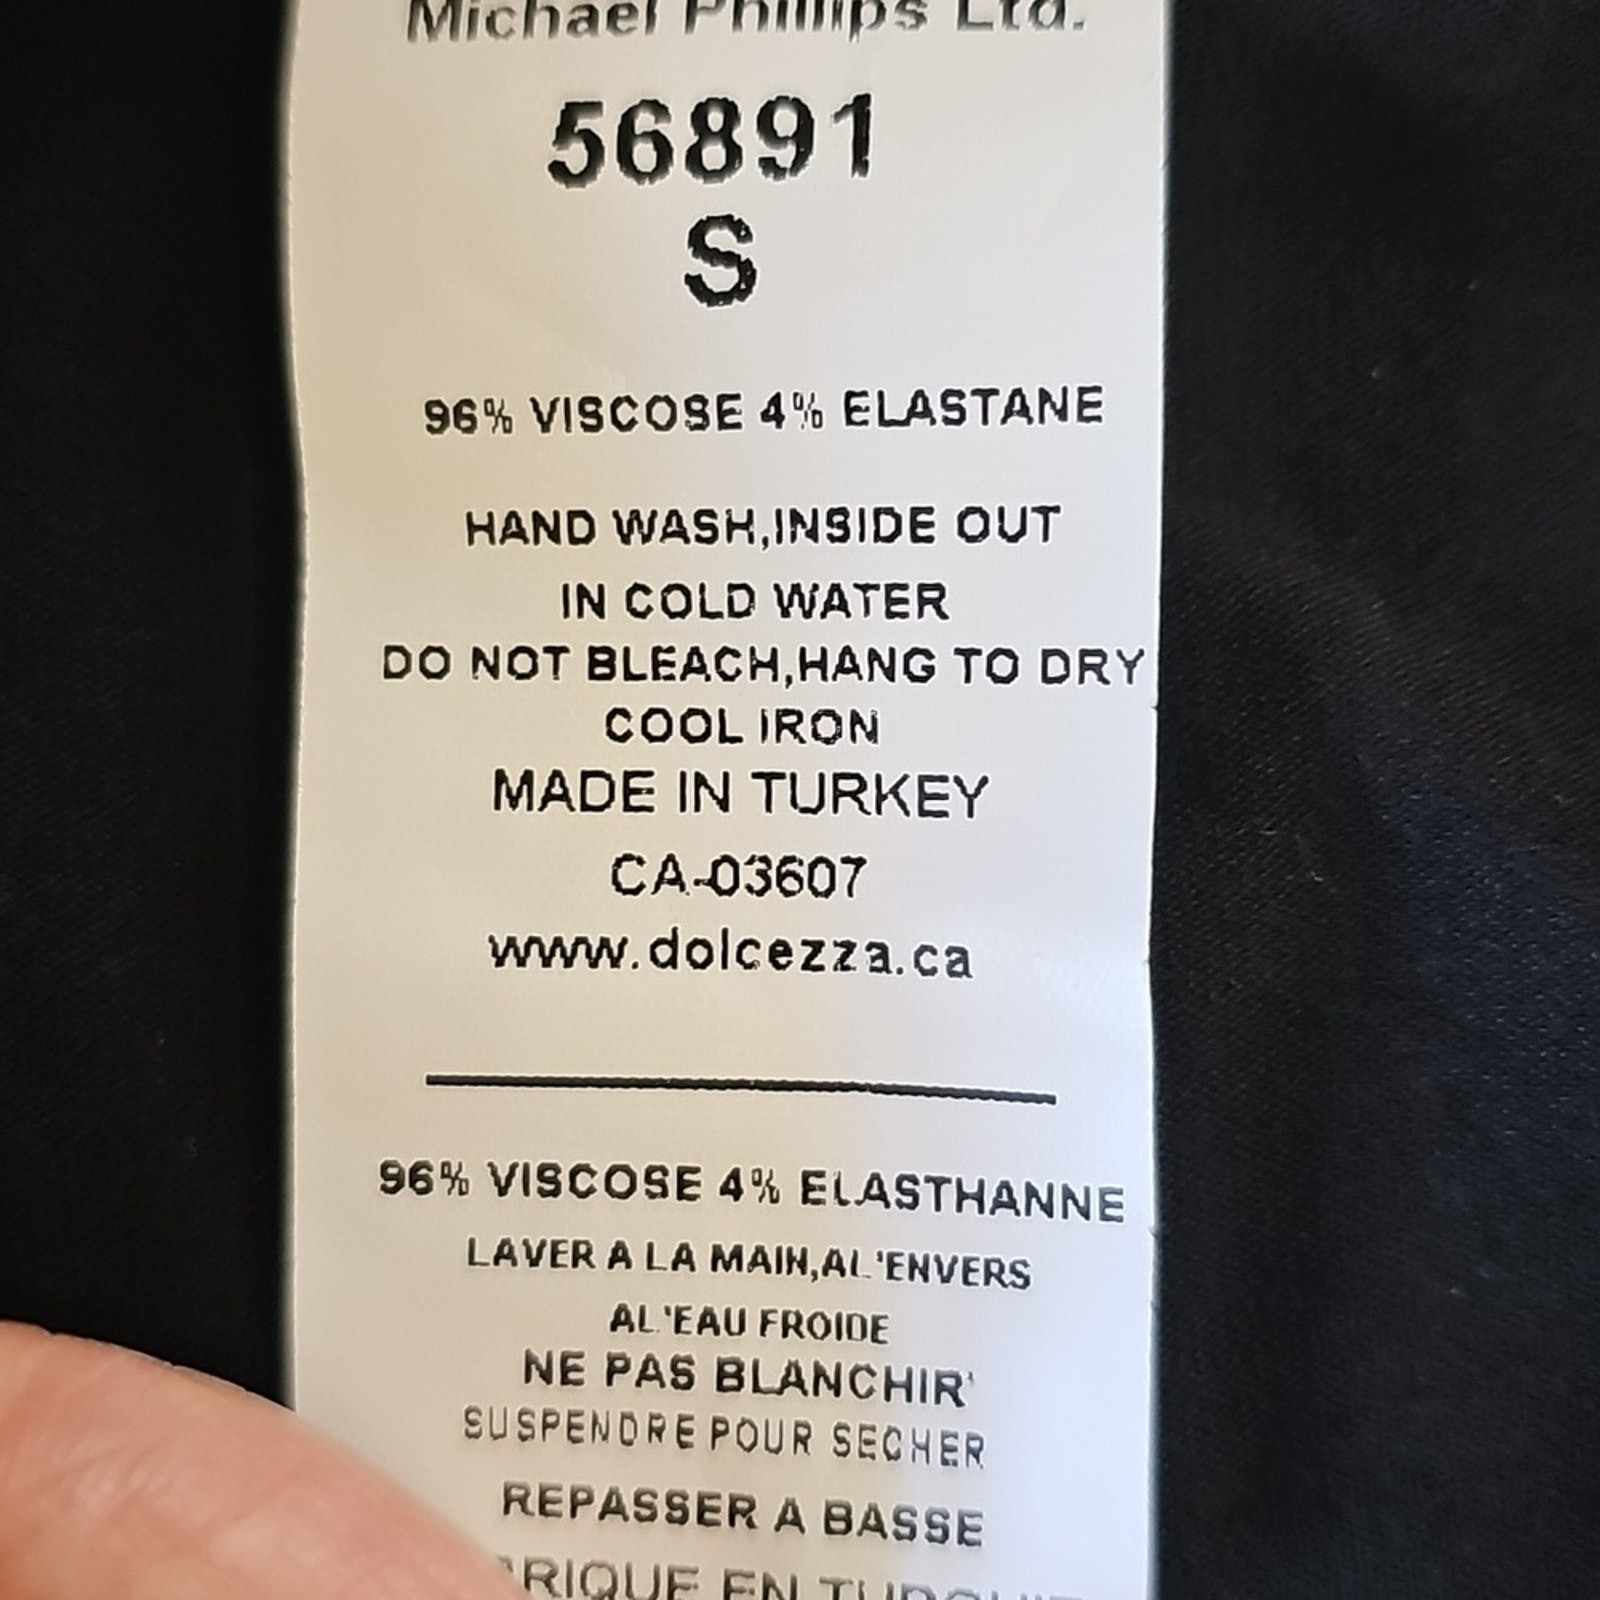 Michael Phillips Ltd.
56891
S
96% VISCOSE 4% ELASTANE
HAND WASH,INSIDE OUT
IN COLD WATER
DO NOT BLEACH,HANG TO DRY
COOL IRON
MADE IN TURKEY
CA-03607
www.dolcezza.ca
96% VISCOSE 4% ELASTHANNE
LAVER A LA MAIN,AL'ENVERS
AL'EAU FROIDE
NE PAS BLANCHIR'
SUSPENDRE POUR SECHER
REPASSER A BASSE
EN TURQUIE